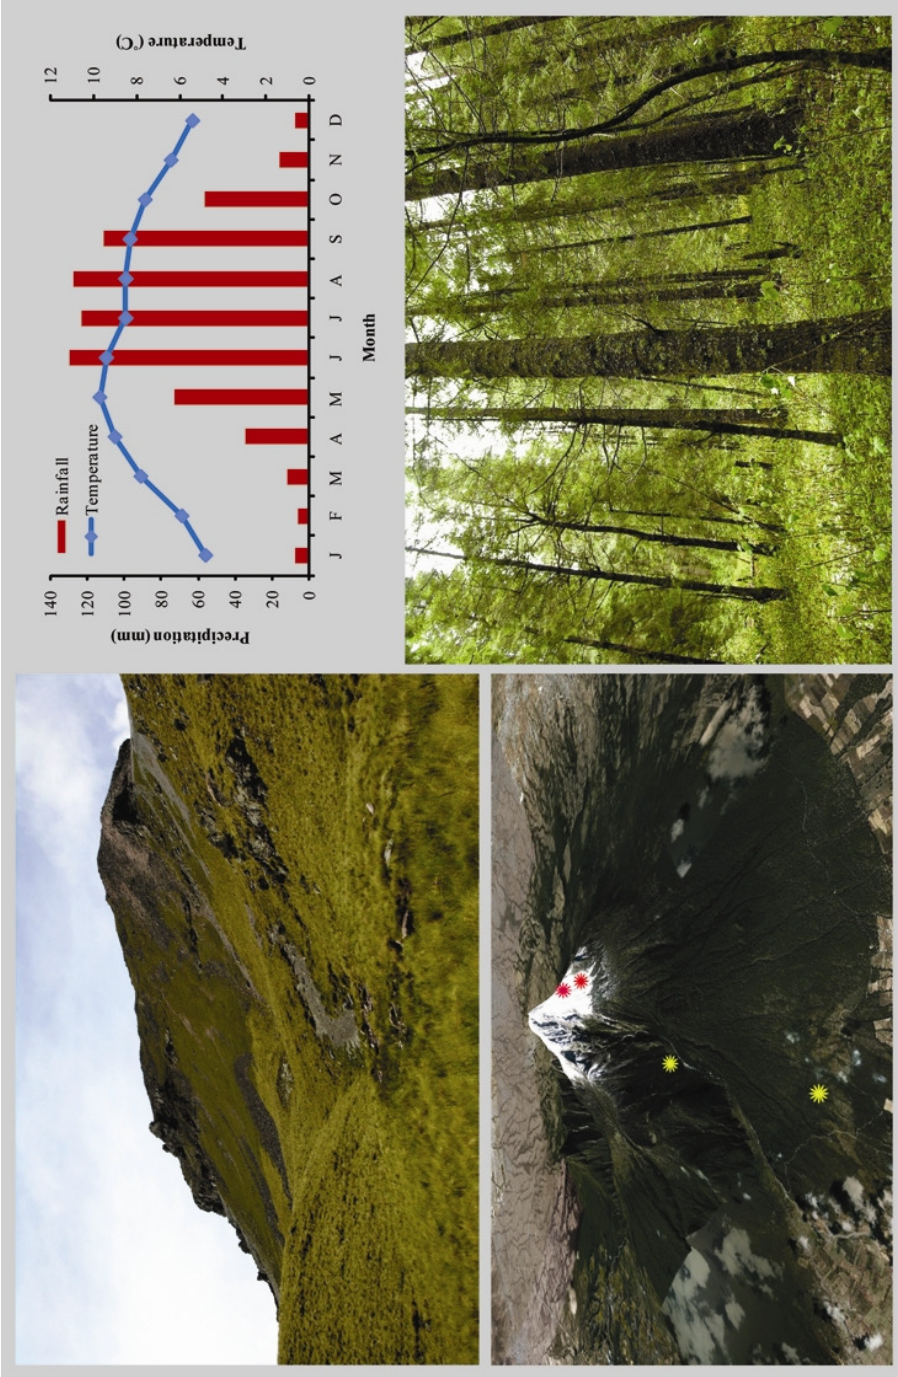 Rainfall
Temperature
Precipitation (mm)
140
120
100
80
60
40
20
0
Temperature (°C)
12
10
8
6
4
2
0
J
F
M
A
M
J
J
A
S
O
N
D
Month